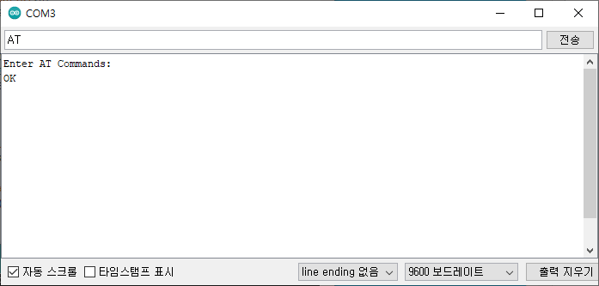 COM3
AT
전송
Enter AT Commands:
OK
자동 스크롤 타임스탬프 표시 line ending 없음 9600 보드레이트 출력 지우기